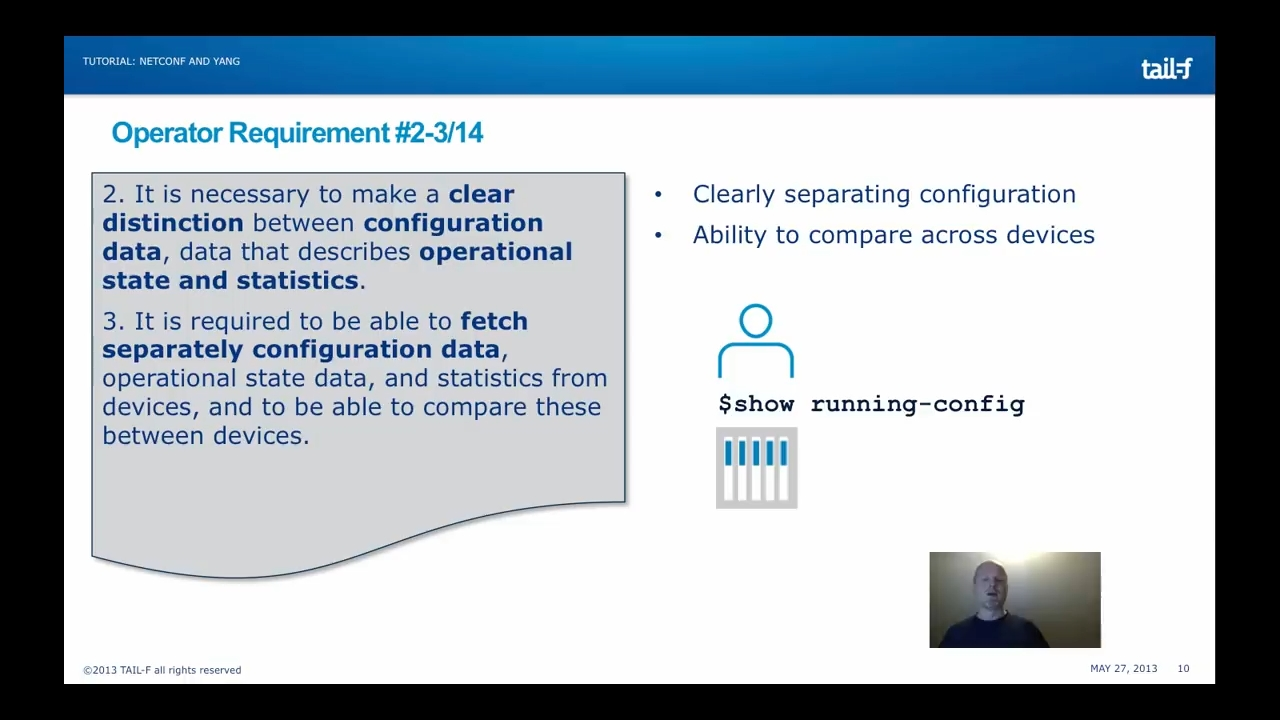 TUTORIAL: NETCONF AND YANG
tail-f
Operator Requirement #2-3/14
2. It is necessary to make a clear
distinction between configuration
data, data that describes operational
state and statistics.
3. It is required to be able to fetch
separately configuration data,
operational state data, and statistics from
devices, and to be able to compare these
between devices.
• Clearly separating configuration
• Ability to compare across devices
$show running-config
©2013 TAIL-F all rights reserved
MAY 27, 2013 10